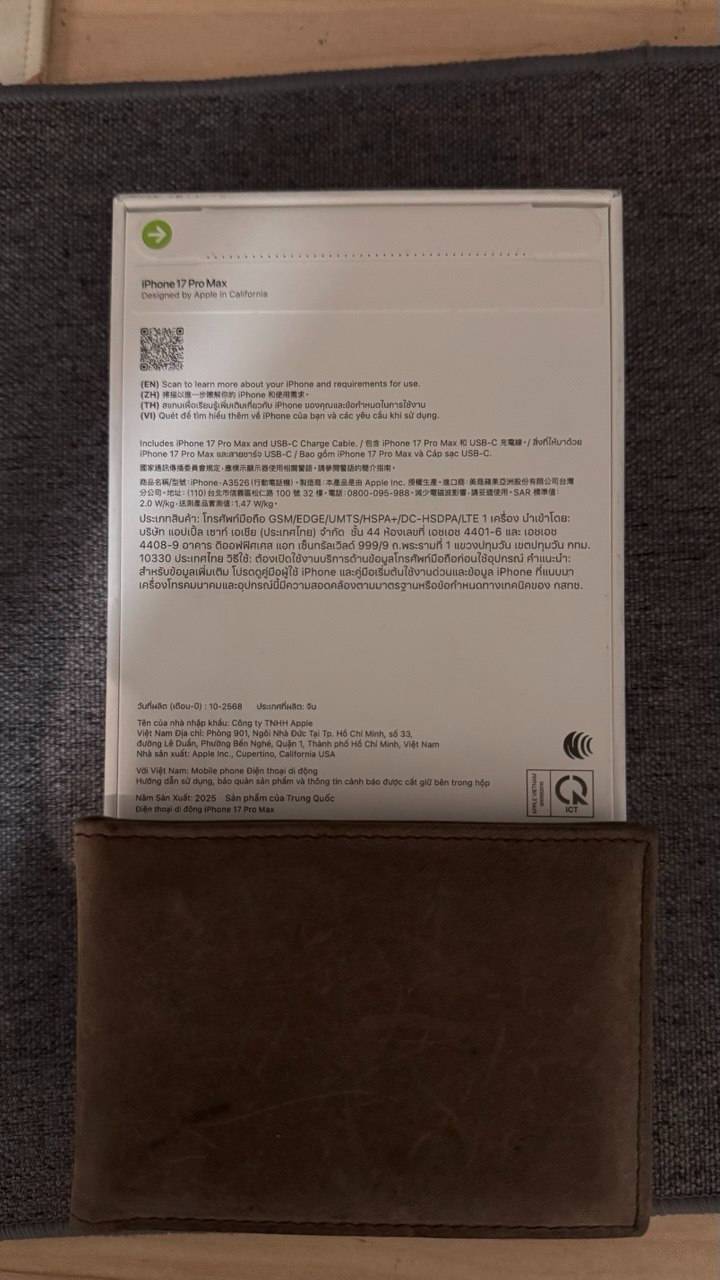 iPhone 17 Pro Max
Designed by Apple in California
(EN) Scan to learn more about your iPhone and requirements for use.
(ZH) 掃描以進一步瞭解你的 iPhone 和使用需求。
(TH) สแกนเพื่อเรียนรู้เพิ่มเติมเกี่ยวกับ iPhone ของคุณและข้อกำหนดในการใช้งาน
(VI) Quét để tìm hiểu thêm về iPhone của bạn và các yêu cầu khi sử dụng.
Includes iPhone 17 Pro Max and USB-C Charge Cable. / 包含 iPhone 17 Pro Max 和 USB-C 充電線。/ สิ่งที่ให้มาด้วย
iPhone 17 Pro Max และสายชาร์จ USB-C / Bao gồm iPhone 17 Pro Max và Cáp sạc USB-C.
國家通訊傳播委員會規定，應標示顯示器使用相關警語，請參閱警語的簡介指南。
商品名稱/型號：iPhone-A3526 (行動電話機)。製造商：本產品是由 Apple Inc. 授權生產。進口商：美商蘋果亞洲股份有限公司台灣
分公司。地址：(110) 台北市信義區松仁路 100 號 32 樓。電話：0800-095-988。減少電磁波影響，請妥適使用。SAR 標準值：
2.0 W/kg。送測產品實測值：1.47 W/kg。
ประเภทสินค้า: โทรศัพท์มือถือ GSM/EDGE/UMTS/HSPA+/DC-HSDPA/LTE 1 เครื่อง นำเข้าโดย:
บริษัท แอปเปิ้ล เซาท์ เอเชีย (ประเทศไทย) จำกัด ชั้น 44 ห้องเลขที่ เอชเอช 4401-6 และ เอชเอช
4408-9 อาคาร ดิออฟฟิศเศส แอท เซ็นทรัลเวิลด์ 999/9 ถ.พระรามที่ 1 แขวงปทุมวัน เขตปทุมวัน กทม.
10330 ประเทศไทย วิธีใช้: ต้องเปิดใช้งานบริการด้านข้อมูลโทรศัพท์มือถือก่อนใช้อุปกรณ์ คำแนะนำ:
สำหรับข้อมูลเพิ่มเติม โปรดดูคู่มือผู้ใช้ iPhone และคู่มือเริ่มต้นใช้งานด่วนและข้อมูล iPhone ที่แนบมา
เครื่องโทรคมนาคมและอุปกรณ์นี้มีความสอดคล้องตามมาตรฐานหรือข้อกำหนดทางเทคนิคของ กสทช.
วันที่ผลิต (เดือน-ปี) : 10-2568 ประเทศที่ผลิต: จีน
Tên của nhà nhập khẩu: Công ty TNHH Apple
Việt Nam Địa chỉ: Phòng 901, Ngôi Nhà Đức Tại Tp. Hồ Chí Minh, số 33,
đường Lê Duẩn, Phường Bến Nghé, Quận 1, Thành phố Hồ Chí Minh, Việt Nam
Nhà sản xuất: Apple Inc., Cupertino, California USA
Với Việt Nam: Mobile phone Điện thoại di động
Hướng dẫn sử dụng, bảo quản sản phẩm và thông tin cảnh báo được cất giữ bên trong hộp
Năm Sản Xuất: 2025 Sản phẩm của Trung Quốc
Điện thoại di động iPhone 17 Pro Max
ICT